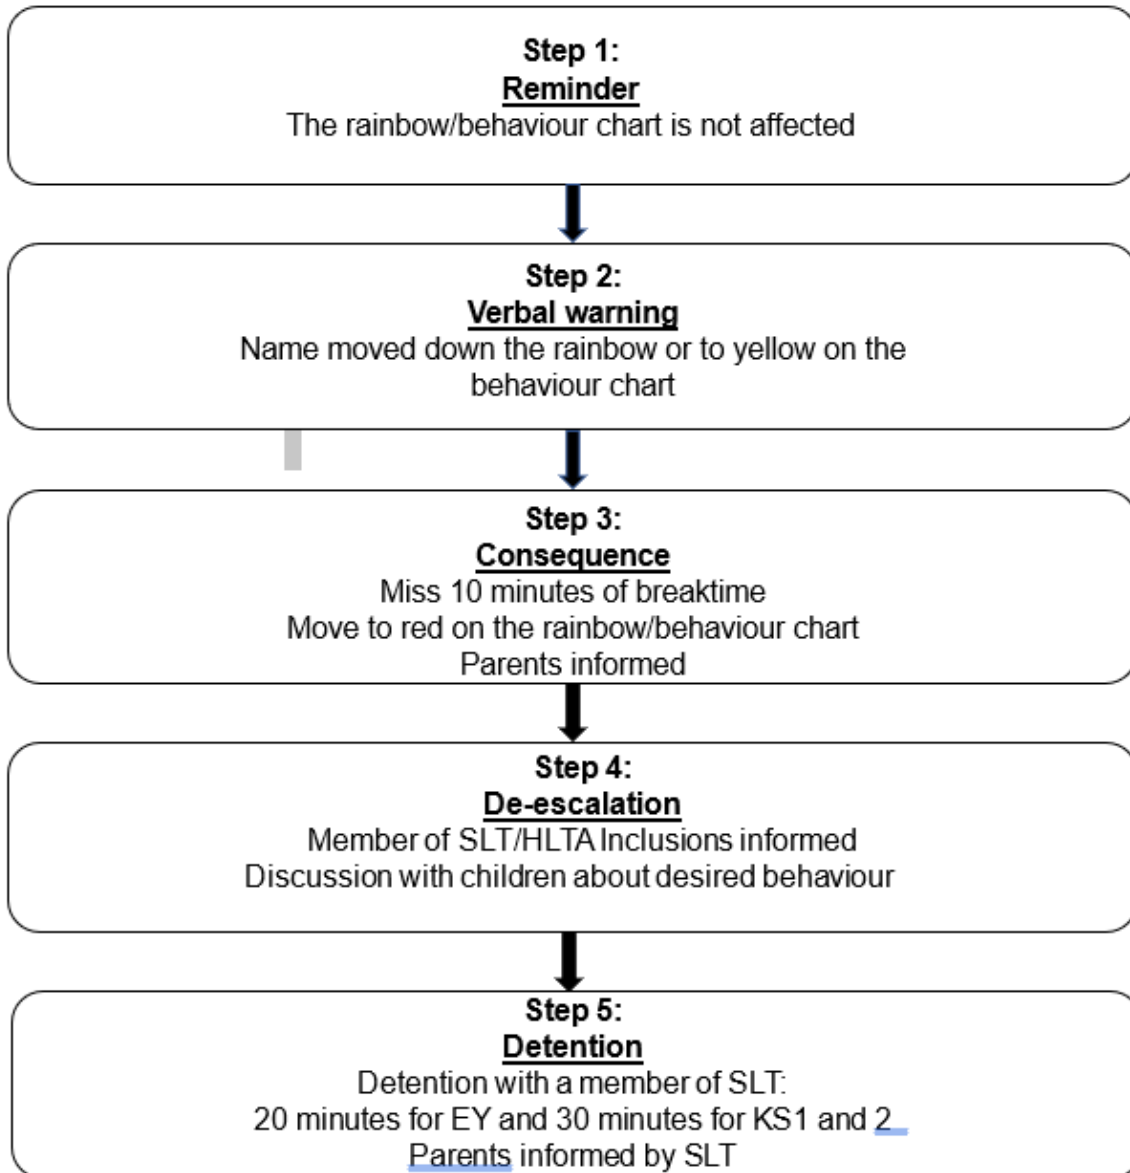 Step 1:
Reminder
The rainbow/behaviour chart is not affected
Step 2:
Verbal warning
Name moved down the rainbow or to yellow on the
behaviour chart
Step 3:
Consequence
Miss 10 minutes of breaktime
Move to red on the rainbow/behaviour chart
Parents informed
Step 4:
De-escalation
Member of SLT/HLTA Inclusions informed
Discussion with children about desired behaviour
Step 5:
Detention
Detention with a member of SLT:
20 minutes for EY and 30 minutes for KS1 and 2
Parents informed by SLT